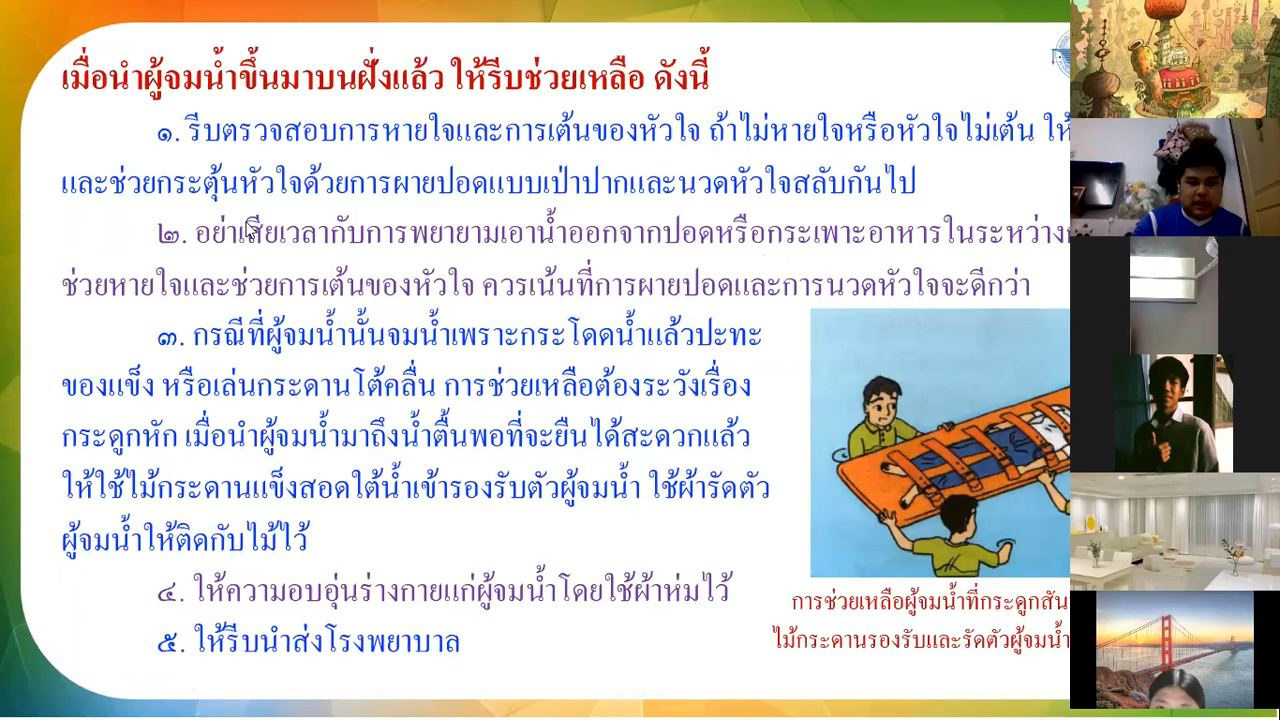 เมื่อนำผู้จมน้ำขึ้นมาบนฝั่งแล้ว ให้รีบช่วยเหลือ ดังนี้
๑. รีบตรวจสอบการหายใจและการเต้นของหัวใจ ถ้าไม่หายใจหรือหัวใจไม่เต้น
และช่วยกระตุ้นหัวใจด้วยการผายปอดแบบเป่าปากและนวดหัวใจสลับกันไป
๒. อย่าเสียเวลากับการพยายามเอาน้ำออกจากปอดหรือกระเพาะอาหารในระหว่าง
ช่วยหายใจและช่วยการเต้นของหัวใจ ควรเน้นที่การผายปอดและการนวดหัวใจจะดีกว่า
๓. กรณีที่ผู้จมน้ำนั้นจมน้ำเพราะกระโดดน้ำแล้วปะทะ
ของแข็ง หรือเล่นกระดานโต้คลื่น การช่วยเหลือต้องระวังเรื่อง
กระดูกหัก เมื่อนำผู้จมน้ำมาถึงน้ำตื้นพอที่จะยืนได้สะดวกแล้ว
ให้ใช้ไม้กระดานแข็งสอดใต้น้ำเข้ารองรับตัวผู้จมน้ำ ใช้ผ้ารัดตัว
ผู้จมน้ำให้ติดกับไม้ไว้
๔. ให้ความอบอุ่นร่างกายแก่ผู้จมน้ำโดยใช้ผ้าห่มไว้
๕. ให้รีบนำส่งโรงพยาบาล
การช่วยเหลือผู้จมน้ำที่กระดูกสัน
ไม้กระดานรองรับและรัดตัวผู้จมน้ำ